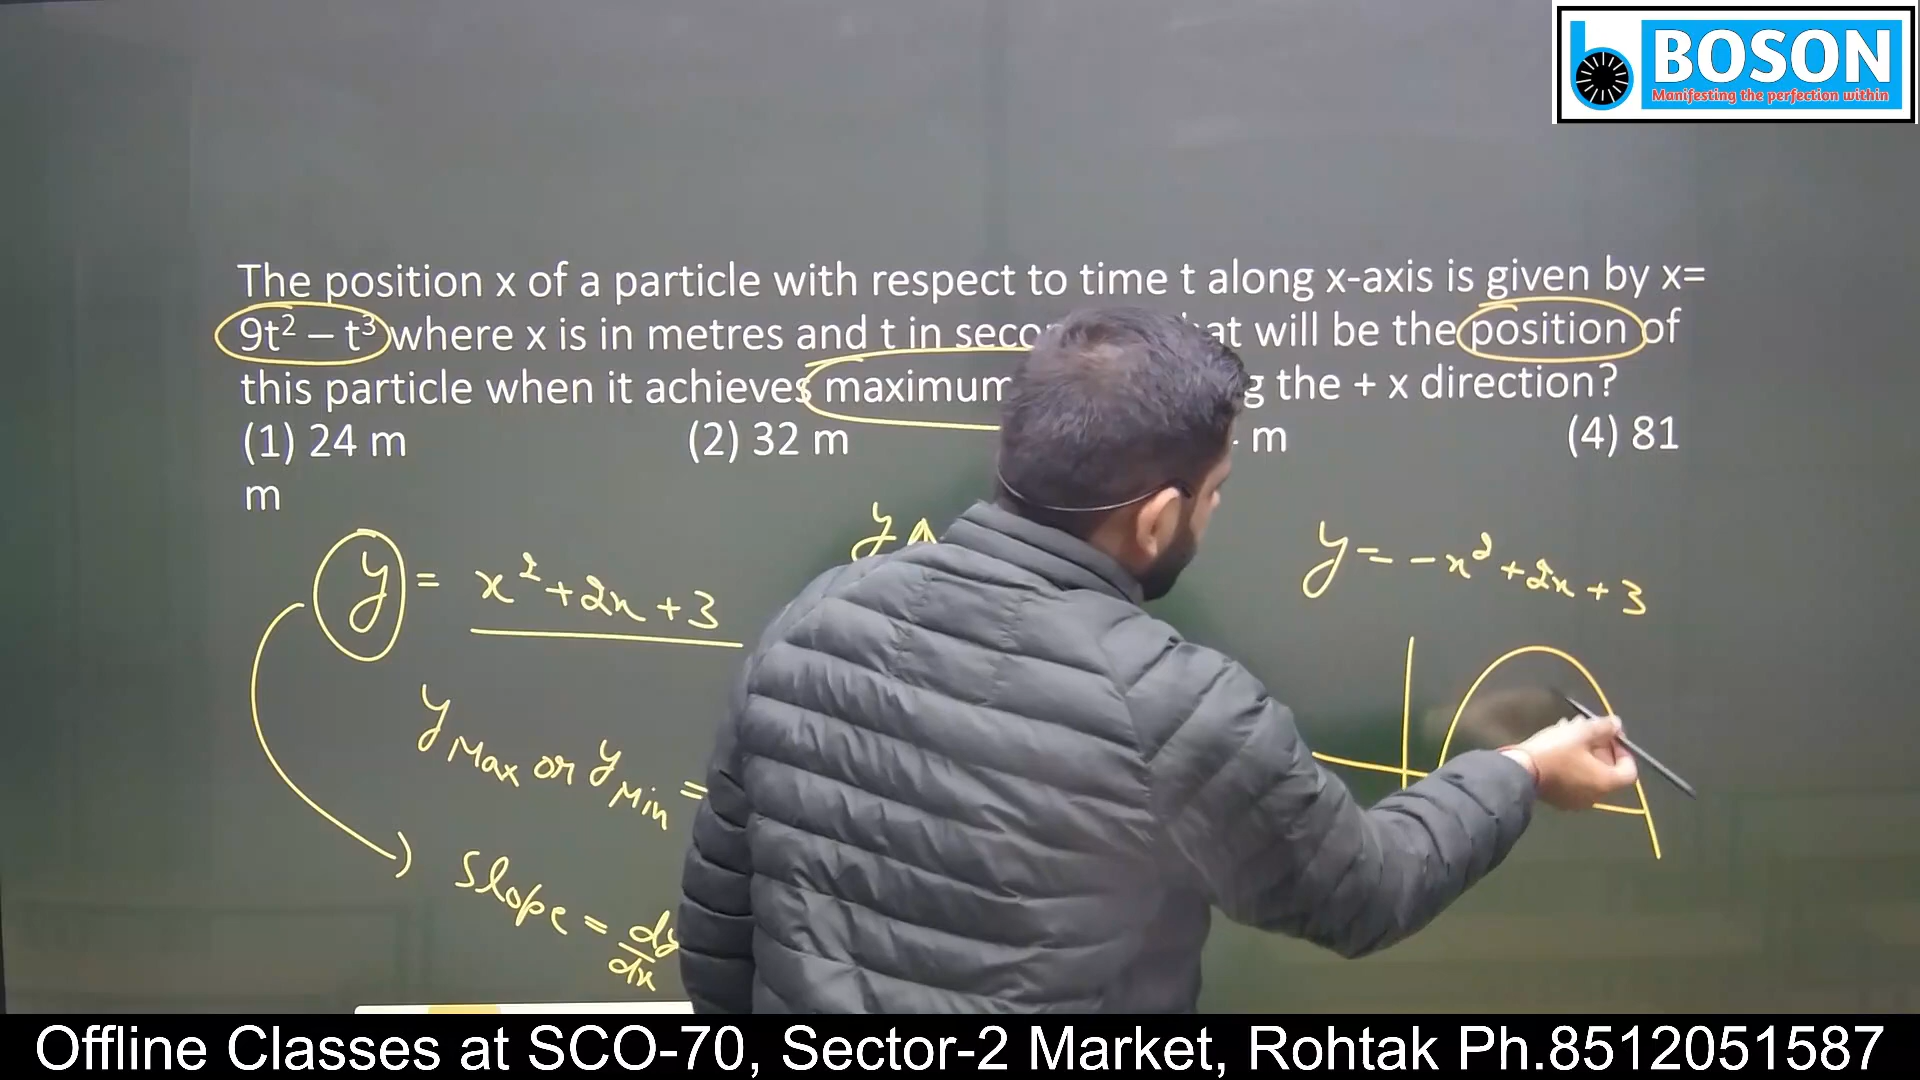 BOSON
Manifesting the perfection within
The position x of a particle with respect to time t along x-axis is given by x=
9t² – t³ where x is in metres and t in will be the position of
this particle when it achieves maximum the + x direction?
(1) 24 m (2) 32 m m (4) 81
m
y = x² + 2x + 3
y
y = -x² + 2x + 3
y Max or y Min =
slope = dy/dx
Offline Classes at SCO-70, Sector-2 Market, Rohtak Ph.8512051587